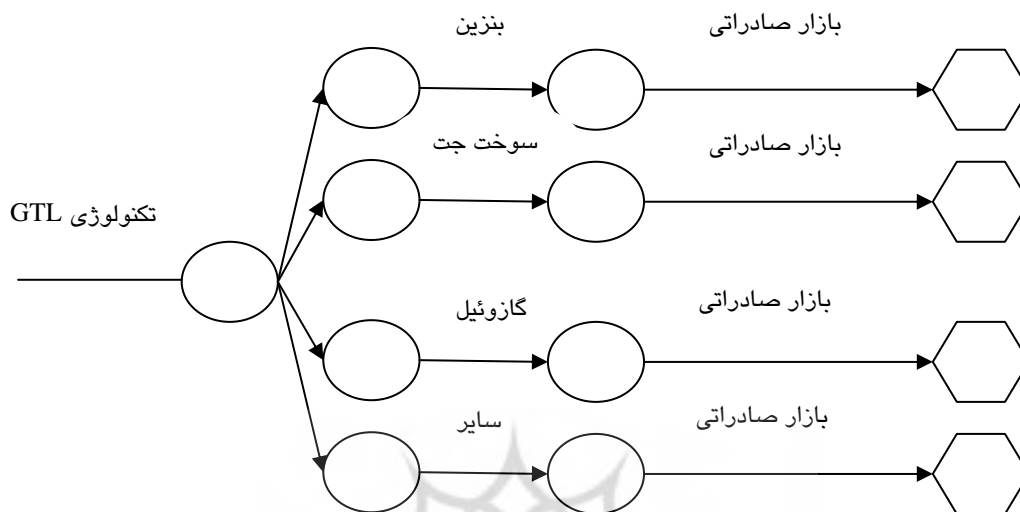 بنزین
بازار صادراتی
سوخت جت
بازار صادراتی
تکنولوژی GTL
گازوئیل
بازار صادراتی
سایر
بازار صادراتی